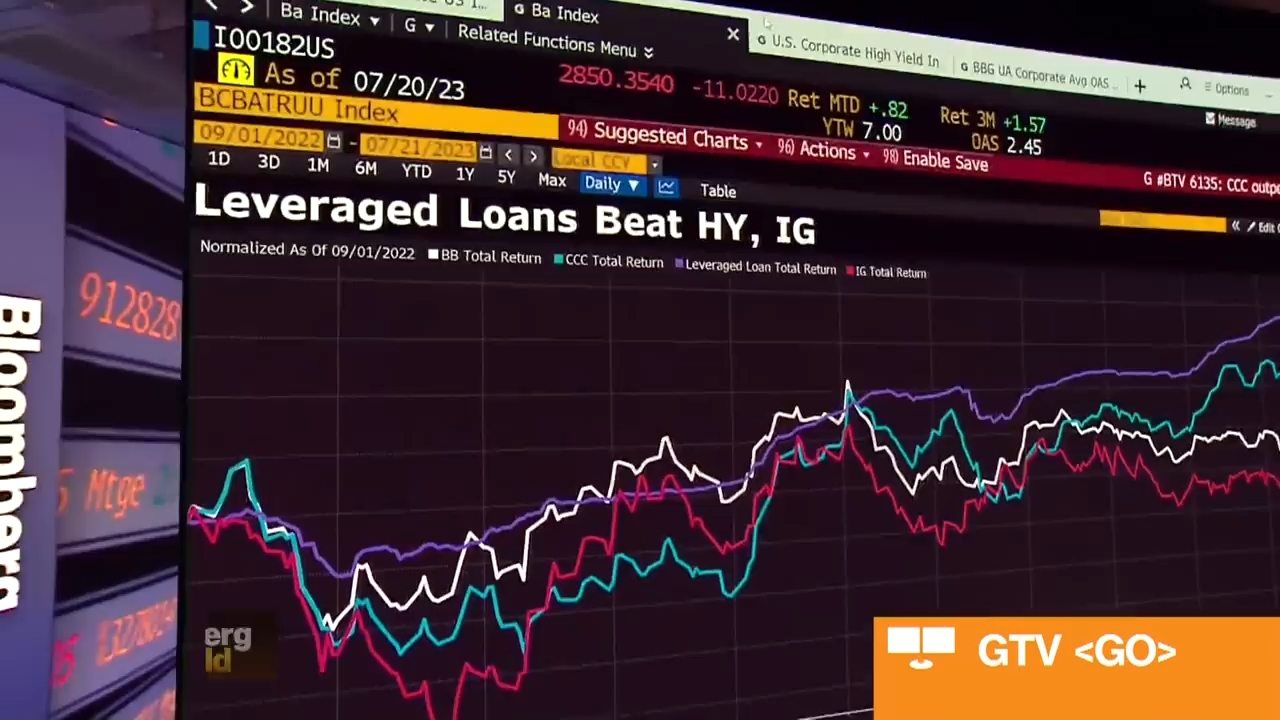 Ba Index ▼ G ▼ Related Functions Menu
G Ba Index
G U.S. Corporate High Yield In
G BBG UA Corporate Avg OAS ...
Options
I00182US
As of 07/20/23
2850.3540 -11.0220
Ret MTD +.82
Ret 3M +1.57
YTW 7.00
OAS 2.45
Message
BCBATRUU Index
94) Suggested Charts 96) Actions 98) Enable Save
G #BTV 6135: CCC outpe
09/01/2022 - 07/21/2023 < > Local CCY
1D 3D 1M 6M YTD 1Y 5Y Max Daily ▼ Table
« Edit
Leveraged Loans Beat HY, IG
Normalized As Of 09/01/2022 BB Total Return CCC Total Return Leveraged Loan Total Return IG Total Return
912828
Bloomberg
Mtge
erg
ld
GTV <GO>